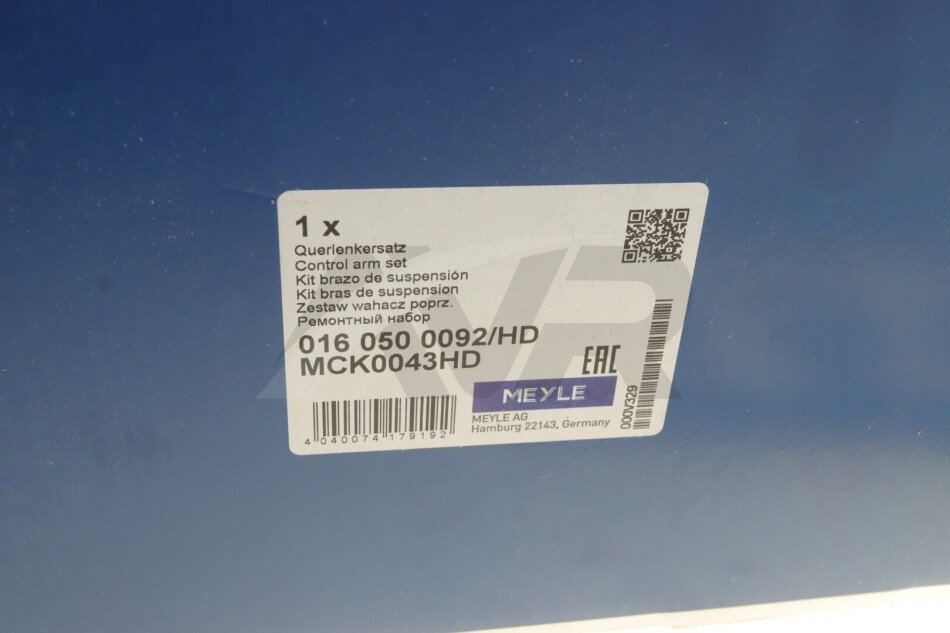 1 x
Querlenkersatz
Control arm set
Kit brazo de suspensión
Kit bras de suspension
Zestaw wahacz poprz.
Ремонтный набор
016 050 0092/HD
MCK0043HD
EAC
MEYLE
MEYLE AG
Hamburg 22143, Germany
4 040074 179192
000V329
AVR